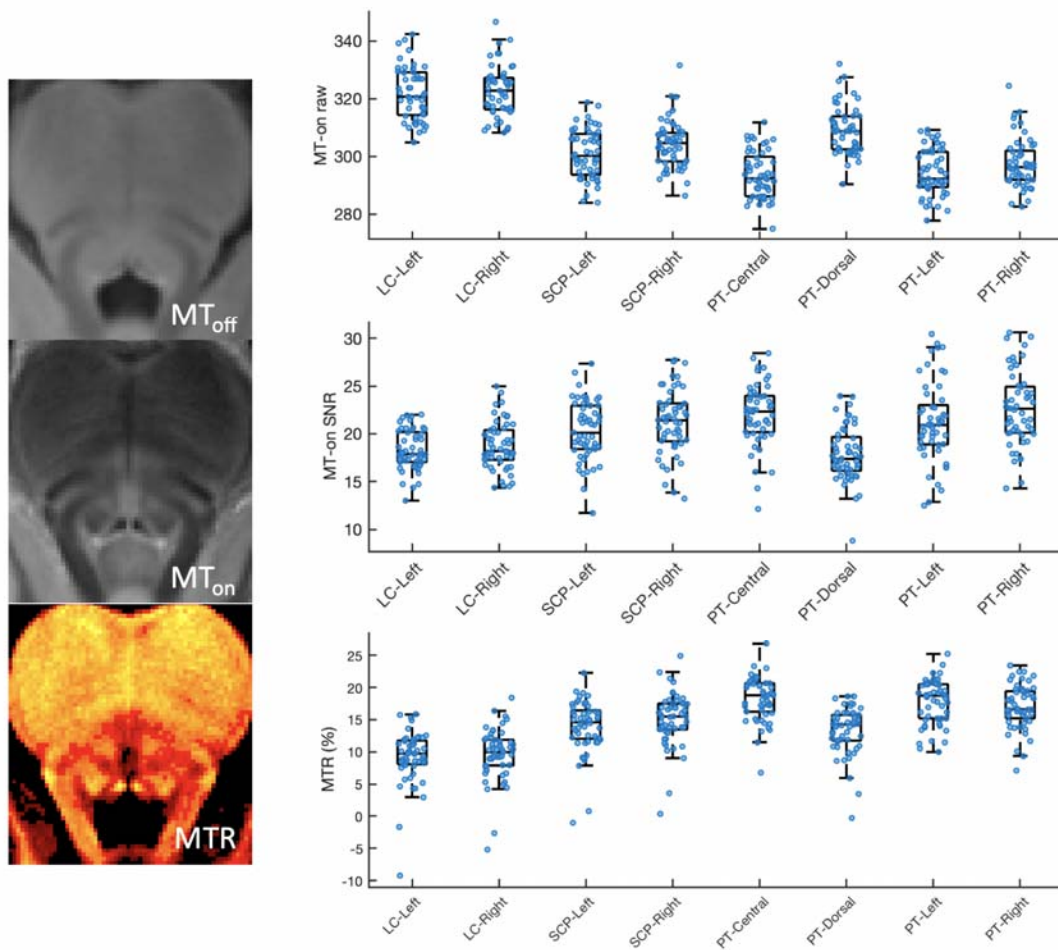 MToff
MTon
MTR
MT-on raw
340
320
300
280
LC-Left
LC-Right
SCP-Left
SCP-Right
PT-Central
PT-Dorsal
PT-Left
PT-Right
MT-on SNR
30
25
20
15
10
LC-Left
LC-Right
SCP-Left
SCP-Right
PT-Central
PT-Dorsal
PT-Left
PT-Right
MTR (%)
25
20
15
10
5
0
-5
-10
LC-Left
LC-Right
SCP-Left
SCP-Right
PT-Central
PT-Dorsal
PT-Left
PT-Right